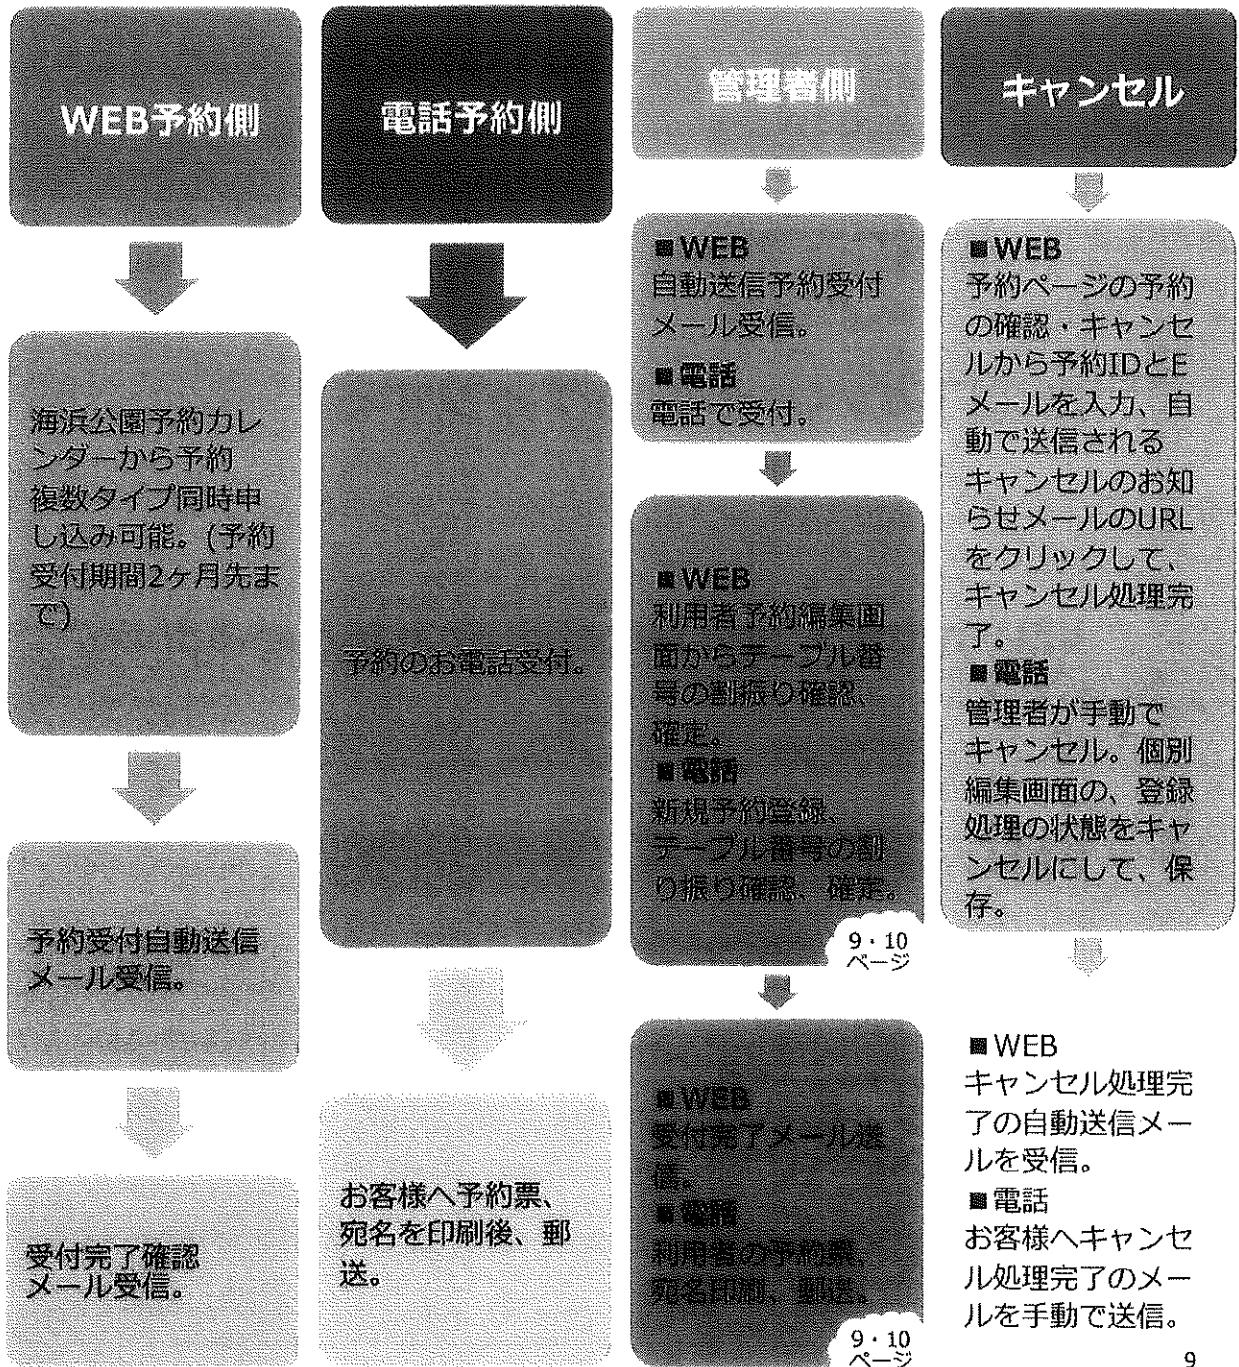 WEB予約側
海浜公園予約カレ
ンダーから予約
複数タイプ同時申
し込み可能。(予約
受付期間2ヶ月先ま
で)
予約受付自動送信
メール受信。
受付完了確認
メール受信。
電話予約側
予約のお電話受付。
お客様へ予約票、
宛名を印刷後、郵
送。
管理者側
■WEB
自動送信予約受付
メール受信。
■電話
電話で受付。
■WEB
利用者予約編集画
面からテーブル番
号の割振り確認、
確定。
■電話
新規予約登録、
テーブル番号の割
り振り確認、確定。
9・10
ページ
■WEB
受付完了メール送
信。
■電話
利用者の予約票、
宛名印刷、郵送。
9・10
ページ
キャンセル
■WEB
予約ページの予約
の確認・キャンセ
ルから予約IDとE
メールを入力、自
動で送信される
キャンセルのお知
らせメールのURL
をクリックして、
キャンセル処理完
了。
■電話
管理者が手動で
キャンセル。個別
編集画面の、登録
処理の状態をキャ
ンセルにして、保
存。
■WEB
キャンセル処理完
了の自動送信メー
ルを受信。
■電話
お客様へキャンセ
ル処理完了のメー
ルを手動で送信。
9